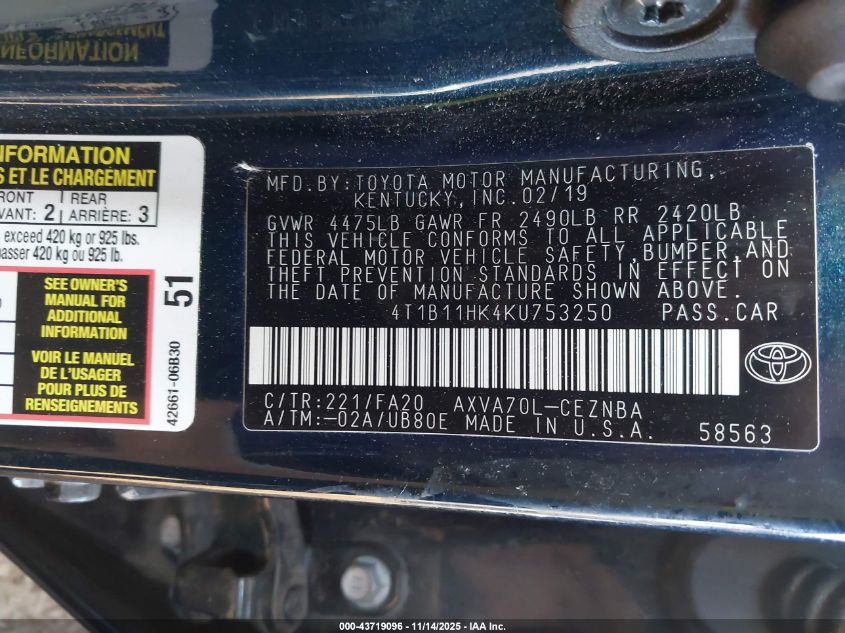 INFORMATION
INFORMATION
S ET LE CHARGEMENT
FRONT
AVANT: 2
REAR
ARRIÈRE: 3
exceed 420 kg or 925 lbs.
passer 420 kg ou 925 lb.
SEE OWNER'S
MANUAL FOR
ADDITIONAL
INFORMATION
VOIR LE MANUEL
DE L'USAGER
POUR PLUS DE
RENSEIGNEMENTS
51
42661-06B30
MFD. BY: TOYOTA MOTOR MANUFACTURING,
KENTUCKY, INC. 02/19
GVWR 4475LB GAWR FR 2490LB RR 2420LB
THIS VEHICLE CONFORMS TO ALL APPLICABLE
FEDERAL MOTOR VEHICLE SAFETY, BUMPER, AND
THEFT PREVENTION STANDARDS IN EFFECT ON
THE DATE OF MANUFACTURE SHOWN ABOVE.
4T1B11HK4KU753250 PASS. CAR
C/TR: 221/FA20 AXVA70L-CEZNBA
A/TM: -02A/UB80E MADE IN U.S.A. 58563
000-43719096 - 11/14/2025 - IAA Inc.